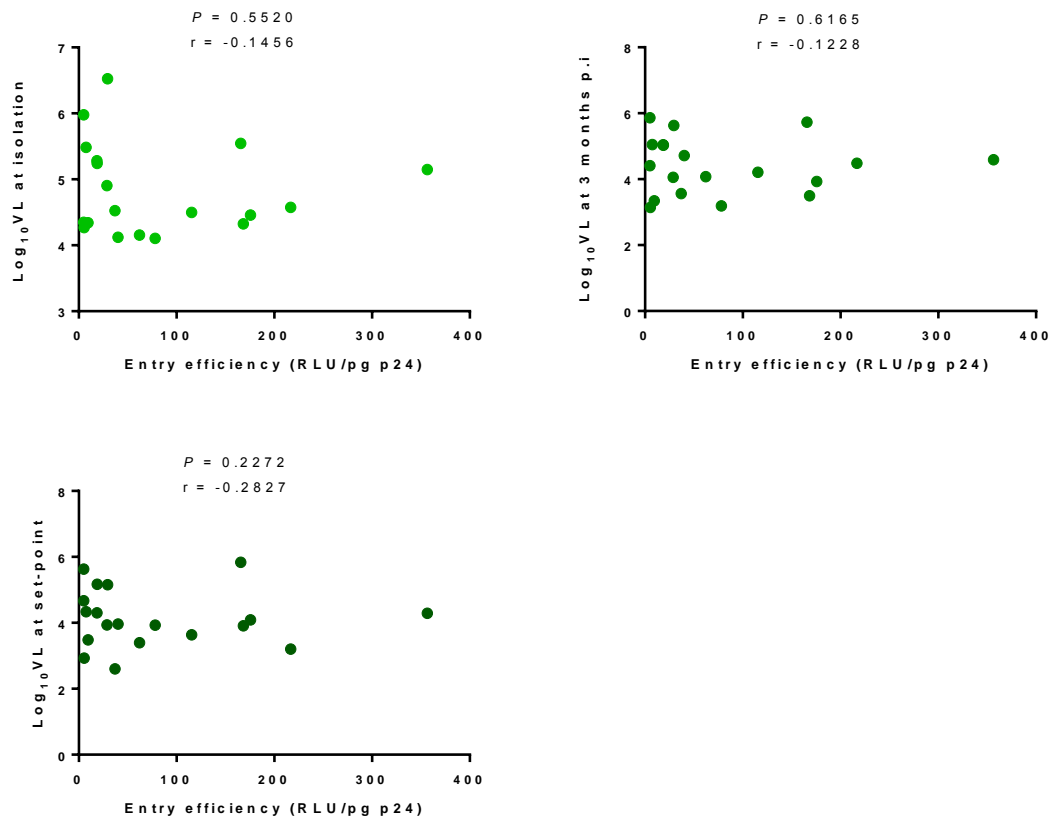 P = 0.5520
r = -0.1456
7
6
5
4
3
Log10VL at isolation
0 100 200 300 400
Entry efficiency (RLU/pg p24)
P = 0.6165
r = -0.1228
8
6
4
2
0
Log10VL at 3 months p.i
0 100 200 300 400
Entry efficiency (RLU/pg p24)
P = 0.2272
r = -0.2827
8
6
4
2
0
Log10VL at set-point
0 100 200 300 400
Entry efficiency (RLU/pg p24)